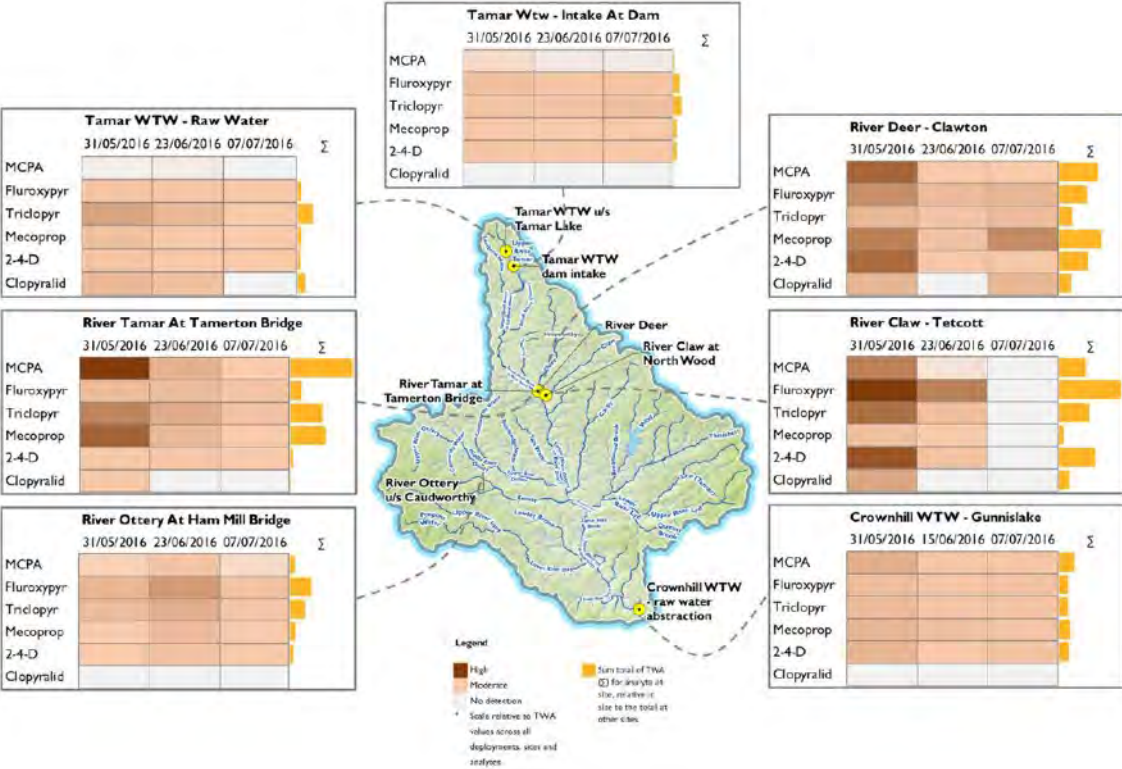 Tamar Wtw - Intake At Dam
31/05/2016 23/06/2016 07/07/2016 Σ
MCPA
Fluroxypyr
Triclopyr
Mecoprop
2-4-D
Clopyralid
Tamar WTW - Raw Water
31/05/2016 23/06/2016 07/07/2016 Σ
MCPA
Fluroxypyr
Triclopyr
Mecoprop
2-4-D
Clopyralid
River Deer - Clawton
31/05/2016 23/06/2016 07/07/2016 Σ
MCPA
Fluroxypyr
Triclopyr
Mecoprop
2-4-D
Clopyralid
River Tamar At Tamerton Bridge
31/05/2016 23/06/2016 07/07/2016 Σ
MCPA
Fluroxypyr
Triclopyr
Mecoprop
2-4-D
Clopyralid
River Claw - Tetcott
31/05/2016 23/06/2016 07/07/2016 Σ
MCPA
Fluroxypyr
Triclopyr
Mecoprop
2-4-D
Clopyralid
River Ottery At Ham Mill Bridge
31/05/2016 23/06/2016 07/07/2016 Σ
MCPA
Fluroxypyr
Triclopyr
Mecoprop
2-4-D
Clopyralid
Crownhill WTW - Gunnislake
31/05/2016 15/06/2016 07/07/2016 Σ
MCPA
Fluroxypyr
Triclopyr
Mecoprop
2-4-D
Clopyralid
Tamar WTW u/s
Tamar Lake
Tamar WTW
dam intake
River Deer
River Claw at
North Wood
River Tamar at
Tamerton Bridge
River Ottery
u/s Caudworthy
Crownhill WTW
- raw water
abstraction
Legend
High
Moderate
No detection
* Scale relative to TWA
values across all
deployments, sites and
analytes
Sum total of TWA
(Σ) for analyte at
site, relative in
size to the total at
other sites